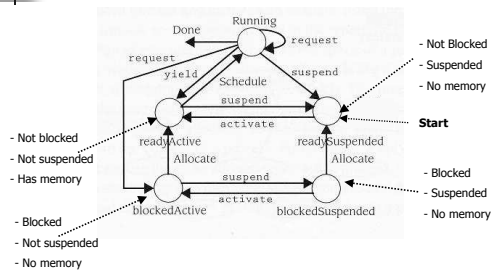 Running
Done
request
request
yield
suspend
Schedule
suspend
activate
readyActive
readySuspended
Allocate
Allocate
suspend
activate
blockedActive
blockedSuspended
- Not Blocked
- Suspended
- No memory
Start
- Not blocked
- Not suspended
- Has memory
- Blocked
- Suspended
- No memory
- Blocked
- Not suspended
- No memory